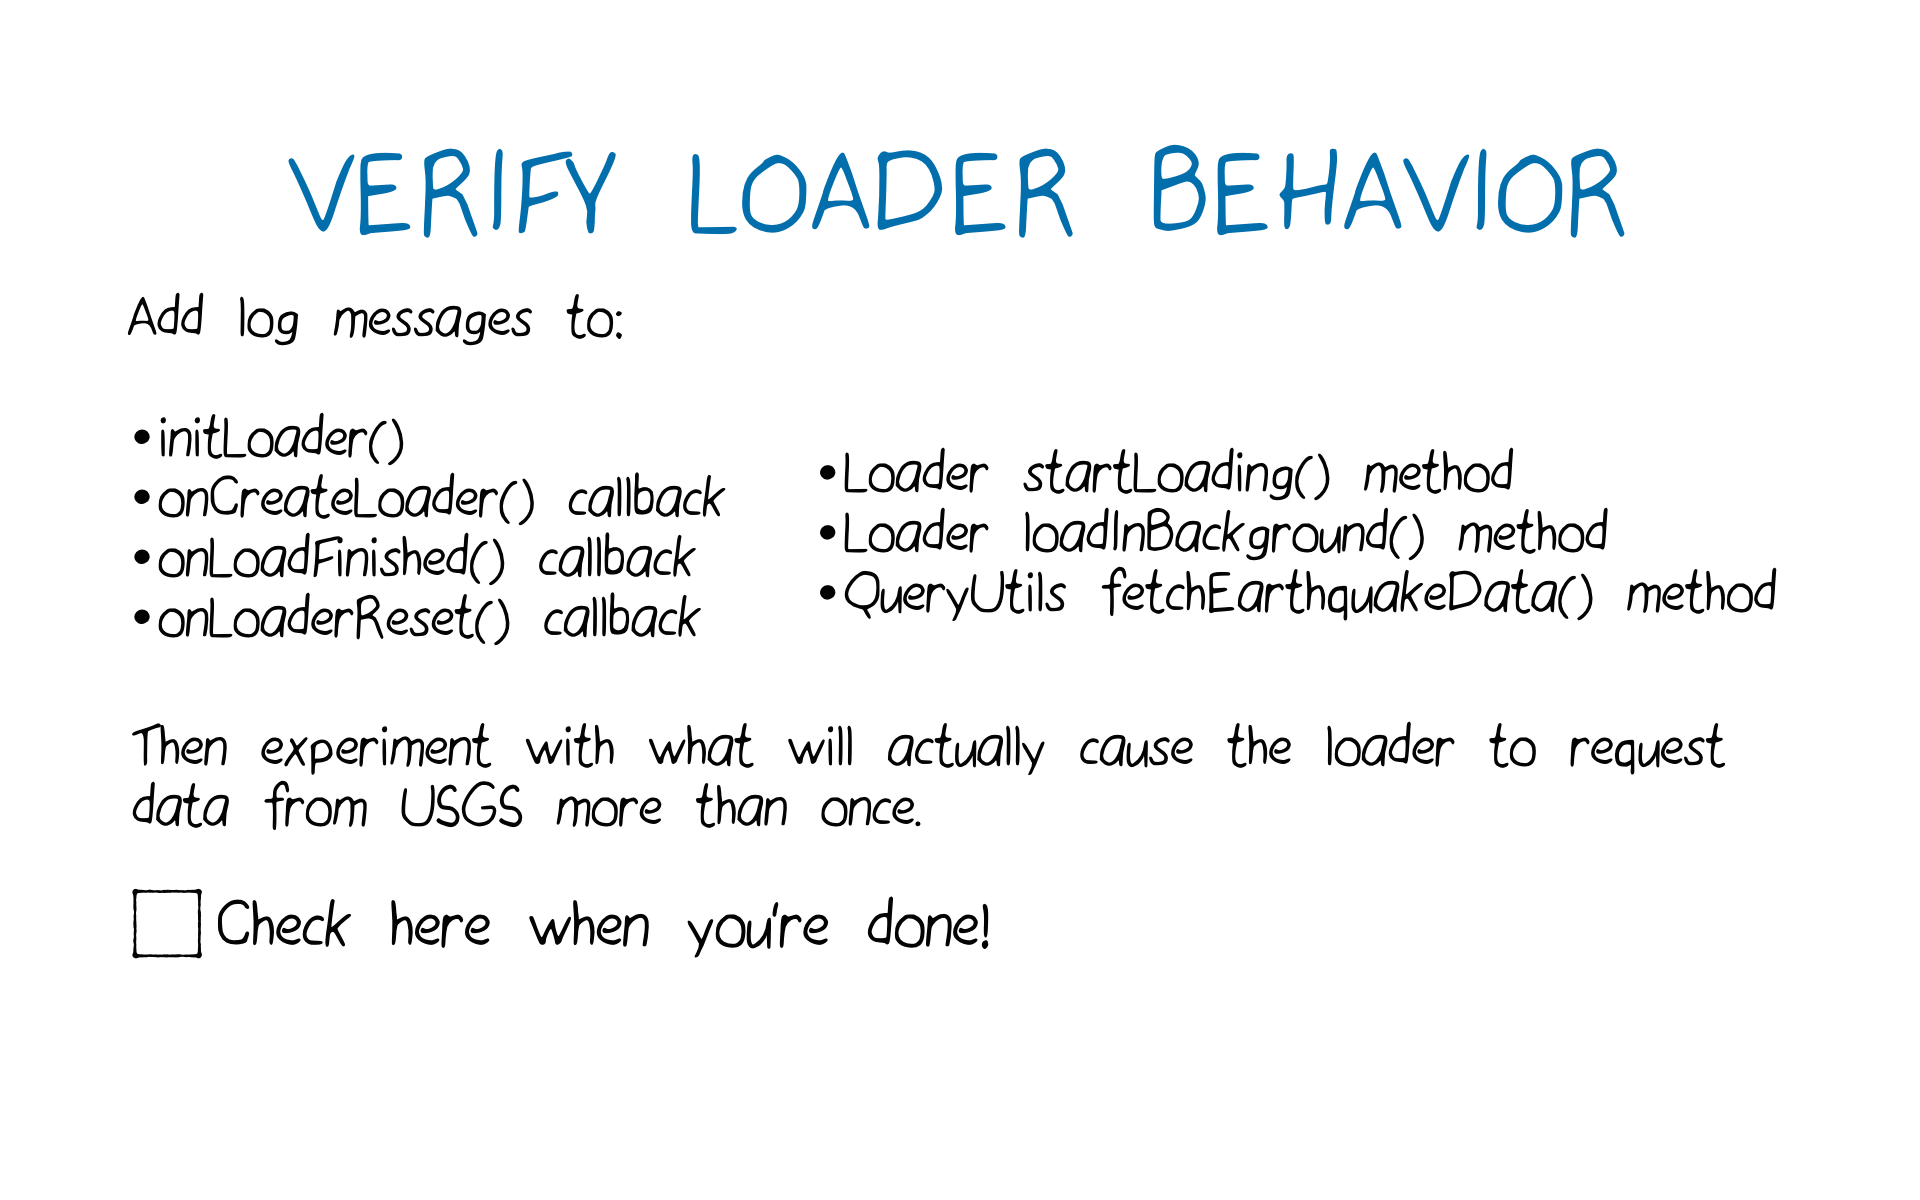 VERIFY LOADER BEHAVIOR
Add log messages to:
•initLoader()
•onCreateLoader() callback
•onLoadFinished() callback
•onLoaderReset() callback
•Loader startLoading() method
•Loader loadInBackground() method
•QueryUtils fetchEarthquakeData() method
Then experiment with what will actually cause the loader to request
data from USGS more than once.
Check here when you're done!